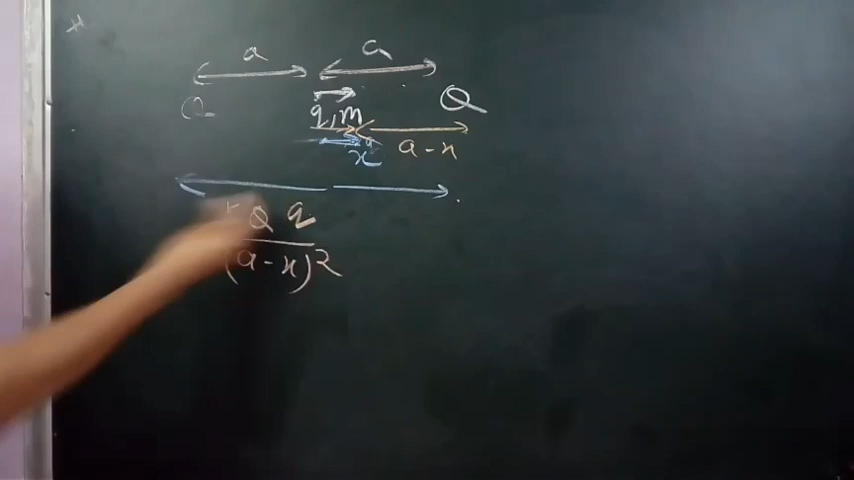 a a
Q Q
q, m
x a - x
Q q
(a - x)2